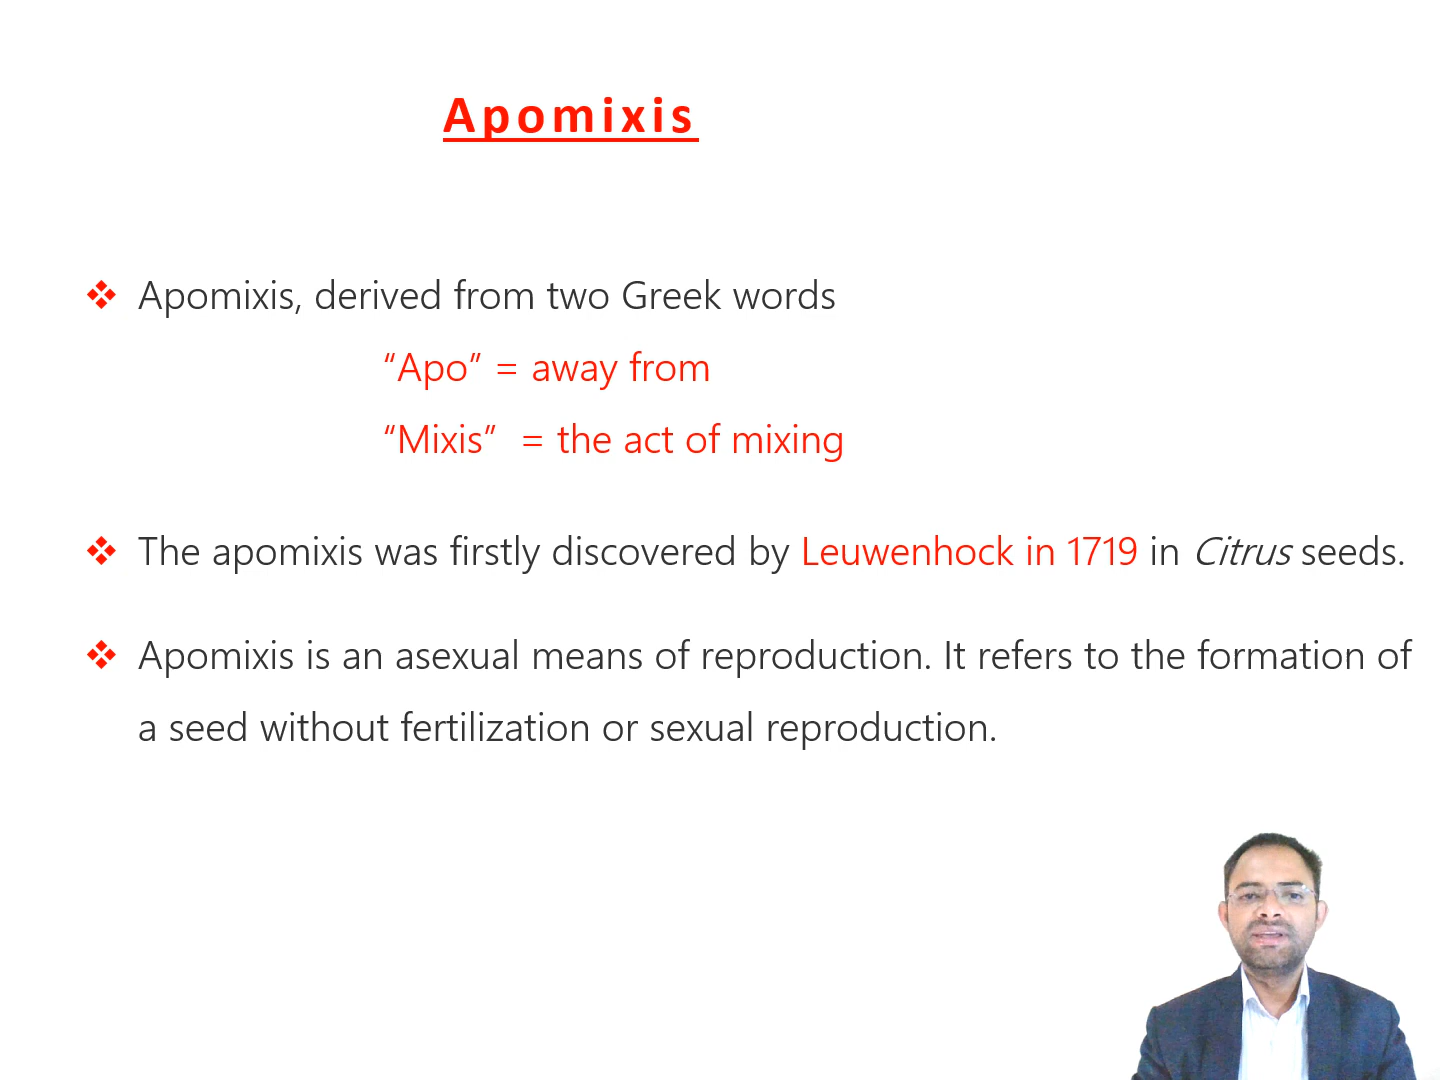 Apomixis
❖ Apomixis, derived from two Greek words
“Apo” = away from
“Mixis” = the act of mixing
❖ The apomixis was firstly discovered by Leuwenhock in 1719 in Citrus seeds.
❖ Apomixis is an asexual means of reproduction. It refers to the formation of
a seed without fertilization or sexual reproduction.